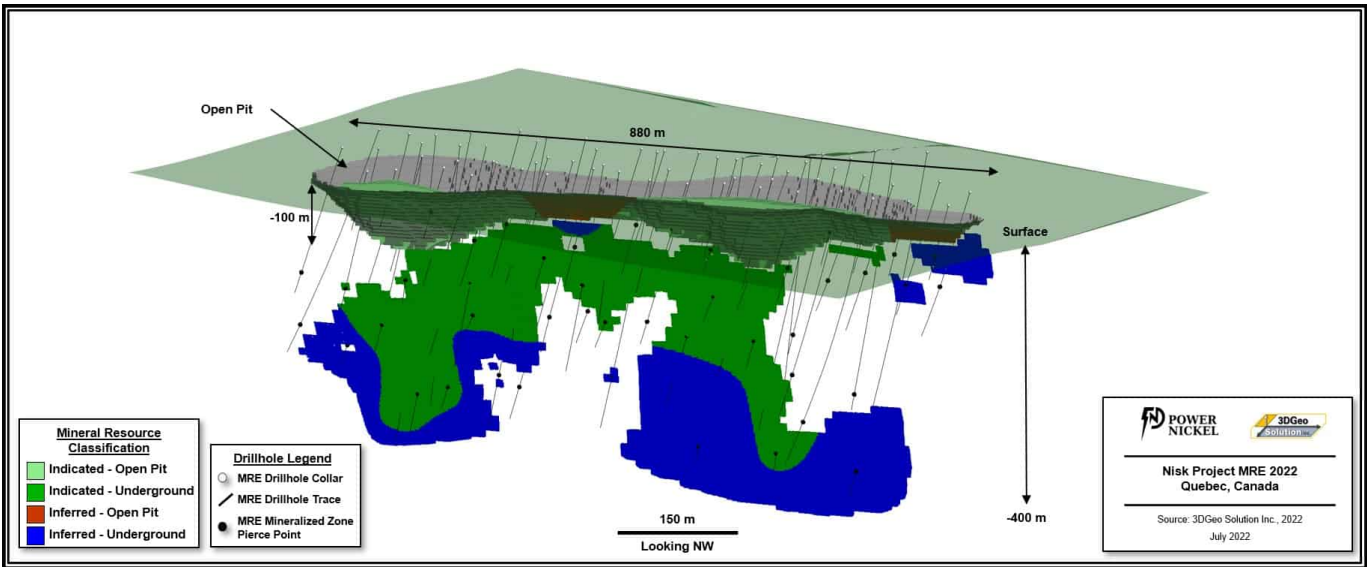 Open Pit
880 m
-100 m
Surface
-400 m
150 m
Looking NW
Mineral Resource
Classification
Indicated - Open Pit
Indicated - Underground
Inferred - Open Pit
Inferred - Underground
Drillhole Legend
MRE Drillhole Collar
MRE Drillhole Trace
MRE Mineralized Zone
Pierce Point
POWER
NICKEL
3DGeo
Solution Inc.
Nisk Project MRE 2022
Quebec, Canada
Source: 3DGeo Solution Inc., 2022
July 2022